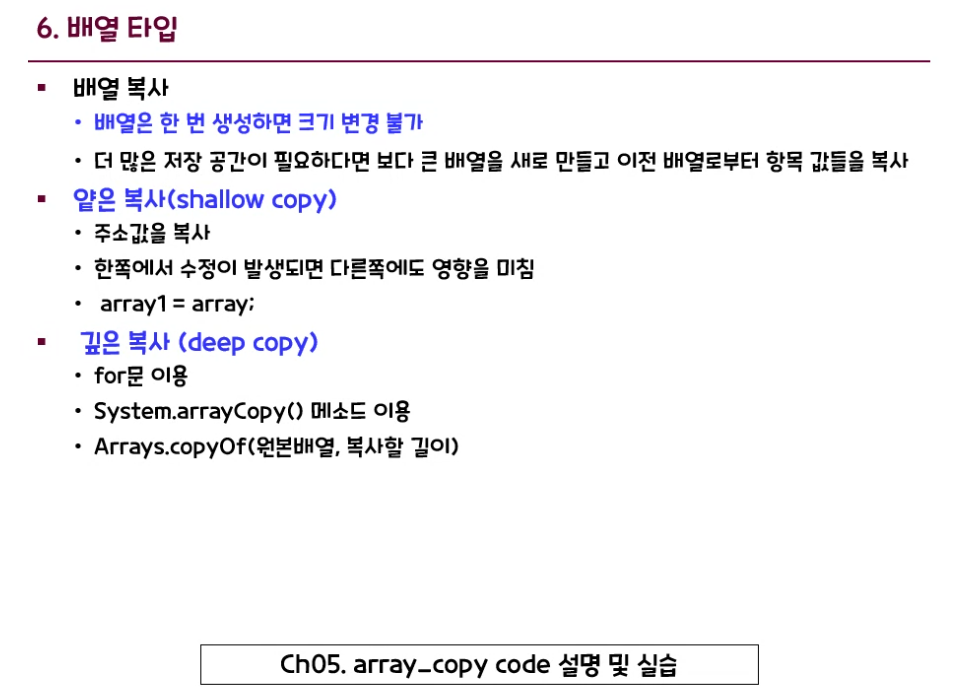 6. 배열 타입
▪ 배열 복사
• 배열은 한 번 생성하면 크기 변경 불가
• 더 많은 저장 공간이 필요하다면 보다 큰 배열을 새로 만들고 이전 배열로부터 항목 값들을 복사
▪ 얕은 복사(shallow copy)
• 주소값을 복사
• 한쪽에서 수정이 발생되면 다른쪽에도 영향을 미침
• array1 = array;
▪ 깊은 복사 (deep copy)
• for문 이용
• System.arrayCopy() 메소드 이용
• Arrays.copyOf(원본배열, 복사할 길이)
Ch05. array_copy code 설명 및 실습